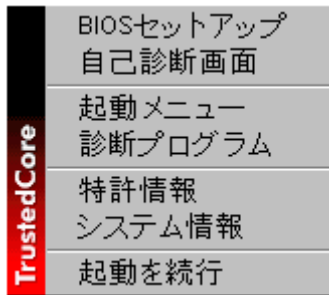 BIOSセットアップ
自己診断画面
起動メニュー
診断プログラム
特許情報
システム情報
起動を続行
TrustedCore